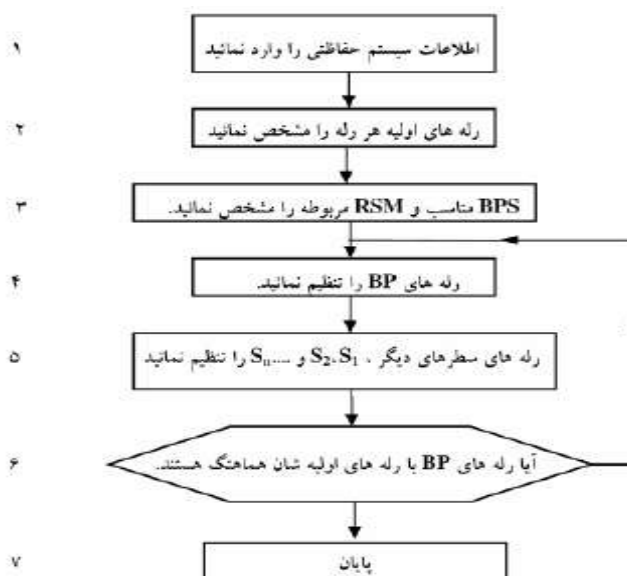 ۱ اطلاعات سیستم حفاظتی را وارد نمائید
۲ رله های اولیه هر رله را مشخص نمائید
۳ BPS مناسب و RSM مربوطه را مشخص نمائید.
۴ رله های BP را تنظیم نمائید.
۵ رله های سطرهای دیگر ، S1،S2 و ....Sn را تنظیم نمائید
۶ آیا رله های BP با رله های اولیه شان هماهنگ هستند.
۷ پایان